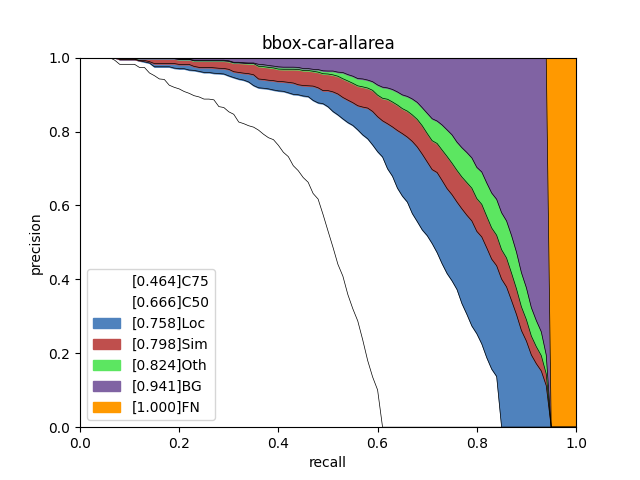 bbox-car-allarea
1.0
0.8
0.6
0.4
0.2
0.0
precision
[0.464]C75
[0.666]C50
[0.758]Loc
[0.798]Sim
[0.824]Oth
[0.941]BG
[1.000]FN
0.0 0.2 0.4 0.6 0.8 1.0
recall